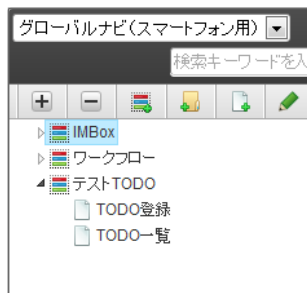 グローバルナビ(スマートフォン用)
検索キーワードを入
IMBox
ワークフロー
テストTODO
TODO登録
TODO一覧